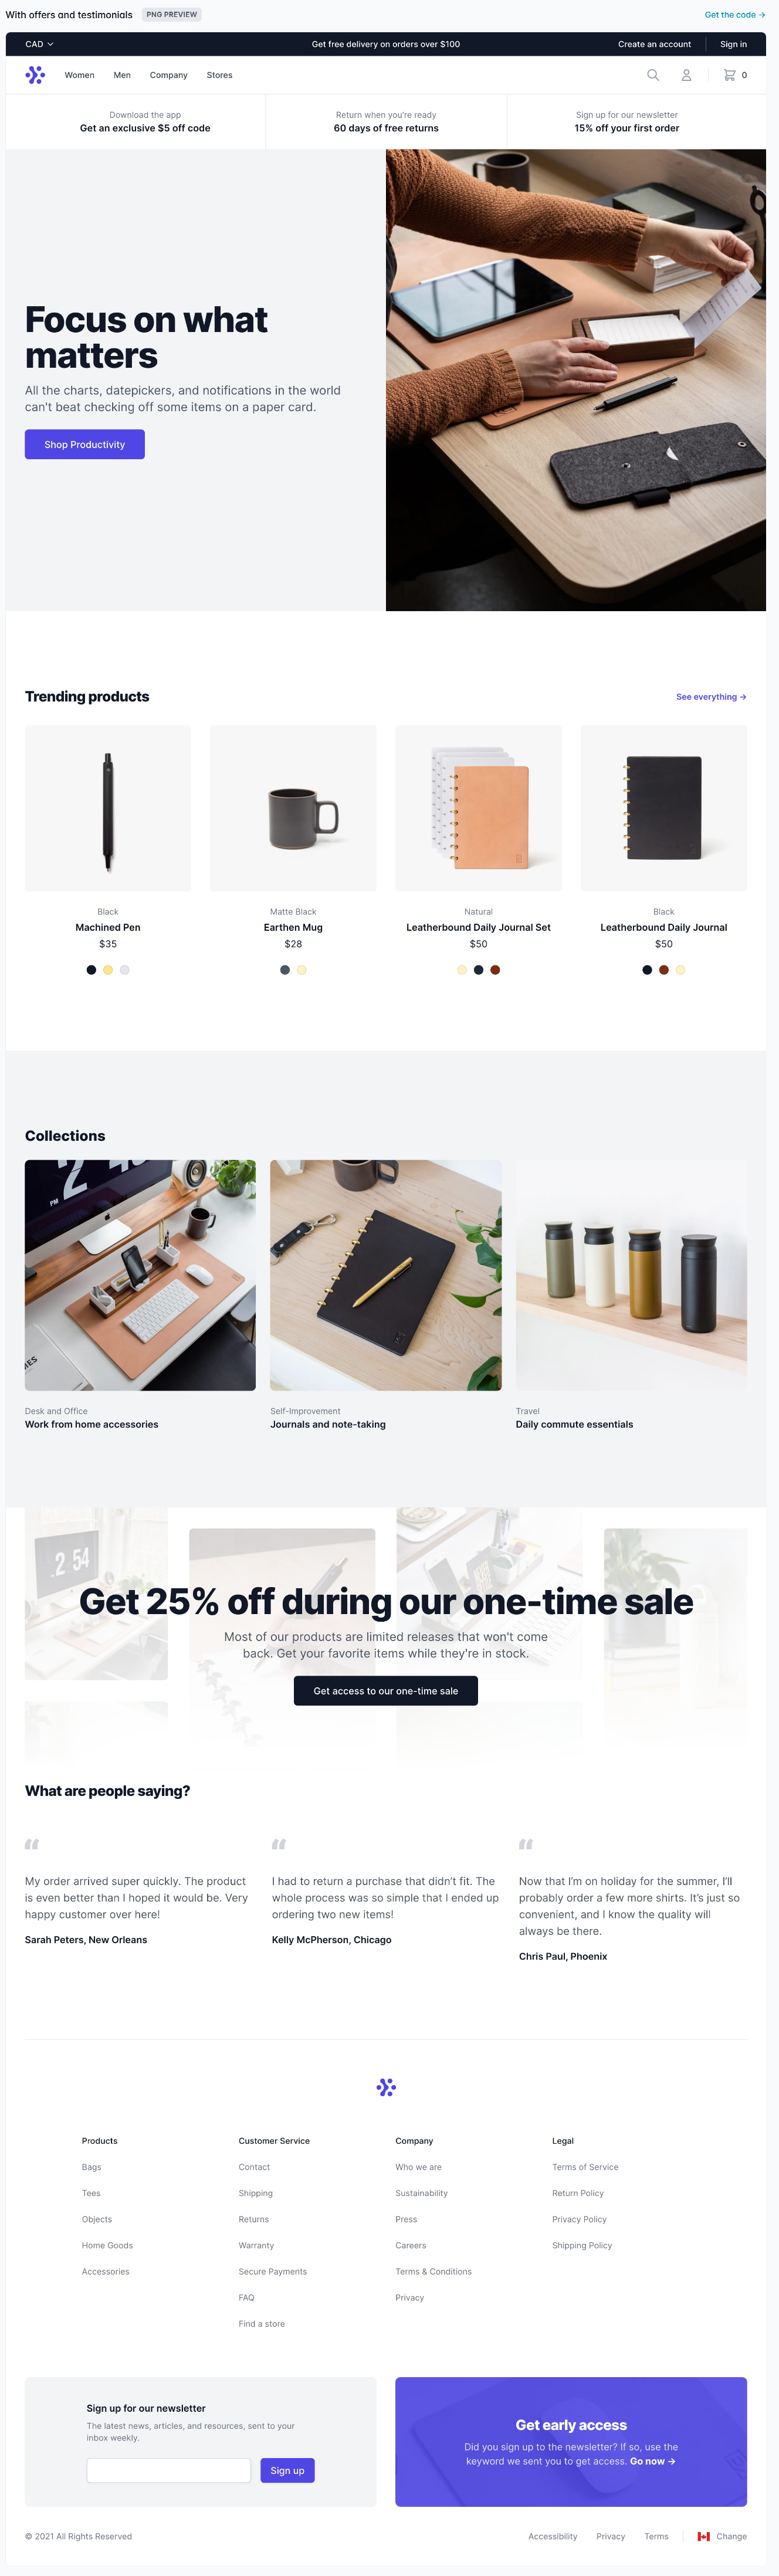 With offers and testimonials PNG PREVIEW Get the code →
CAD Get free delivery on orders over $100 Create an account Sign in
Women Men Company Stores 0
Download the app
Get an exclusive $5 off code
Return when you're ready
60 days of free returns
Sign up for our newsletter
15% off your first order
Focus on what
matters
All the charts, datepickers, and notifications in the world
can't beat checking off some items on a paper card.
Shop Productivity
Trending products See everything →
Black
Machined Pen
$35
Matte Black
Earthen Mug
$28
Natural
Leatherbound Daily Journal Set
$50
Black
Leatherbound Daily Journal
$50
Collections
PM
Desk and Office
Work from home accessories
Self-Improvement
Journals and note-taking
Travel
Daily commute essentials
2 54
Get 25% off during our one-time sale
Most of our products are limited releases that won't come
back. Get your favorite items while they're in stock.
Get access to our one-time sale
What are people saying?
My order arrived super quickly. The product
is even better than I hoped it would be. Very
happy customer over here!
Sarah Peters, New Orleans
I had to return a purchase that didn’t fit. The
whole process was so simple that I ended up
ordering two new items!
Kelly McPherson, Chicago
Now that I’m on holiday for the summer, I’ll
probably order a few more shirts. It’s just so
convenient, and I know the quality will
always be there.
Chris Paul, Phoenix
Products
Bags
Tees
Objects
Home Goods
Accessories
Customer Service
Contact
Shipping
Returns
Warranty
Secure Payments
FAQ
Find a store
Company
Who we are
Sustainability
Press
Careers
Terms & Conditions
Privacy
Legal
Terms of Service
Return Policy
Privacy Policy
Shipping Policy
Sign up for our newsletter
The latest news, articles, and resources, sent to your
inbox weekly.
Sign up
Get early access
Did you sign up to the newsletter? If so, use the
keyword we sent you to get access. Go now →
© 2021 All Rights Reserved Accessibility Privacy Terms Change